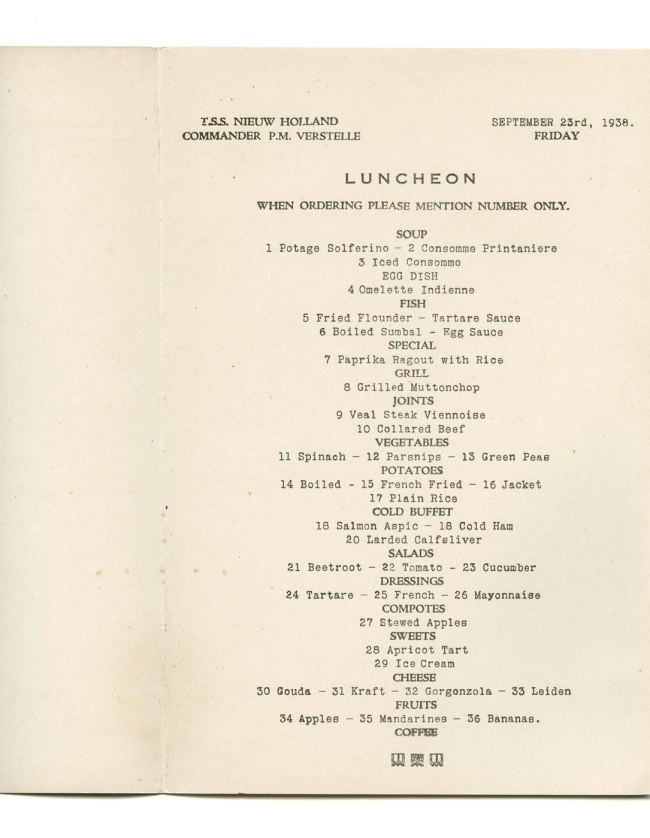 T.S.S. NIEUW HOLLAND
COMMANDER P.M. VERSTELLE
SEPTEMBER 23rd, 1938.
FRIDAY
LUNCHEON
WHEN ORDERING PLEASE MENTION NUMBER ONLY.
SOUP
1 Potage Solferino - 2 Consomme Printaniere
3 Iced Consomme
EGG DISH
4 Omelette Indienne
FISH
5 Fried Flounder - Tartare Sauce
6 Boiled Sumbal - Egg Sauce
SPECIAL
7 Paprika Ragout with Rice
GRILL
8 Grilled Muttonchop
JOINTS
9 Veal Steak Viennoise
10 Collared Beef
VEGETABLES
11 Spinach - 12 Parsnips - 13 Green Peas
POTATOES
14 Boiled - 15 French Fried - 16 Jacket
17 Plain Rice
COLD BUFFET
18 Salmon Aspic - 18 Cold Ham
20 Larded Calfsliver
SALADS
21 Beetroot - 22 Tomato - 23 Cucumber
DRESSINGS
24 Tartare - 25 French - 26 Mayonnaise
COMPOTES
27 Stewed Apples
SWEETS
28 Apricot Tart
29 Ice Cream
CHEESE
30 Gouda - 31 Kraft - 32 Gorgonzola - 33 Leiden
FRUITS
34 Apples - 35 Mandarines - 36 Bananas.
COFFEE